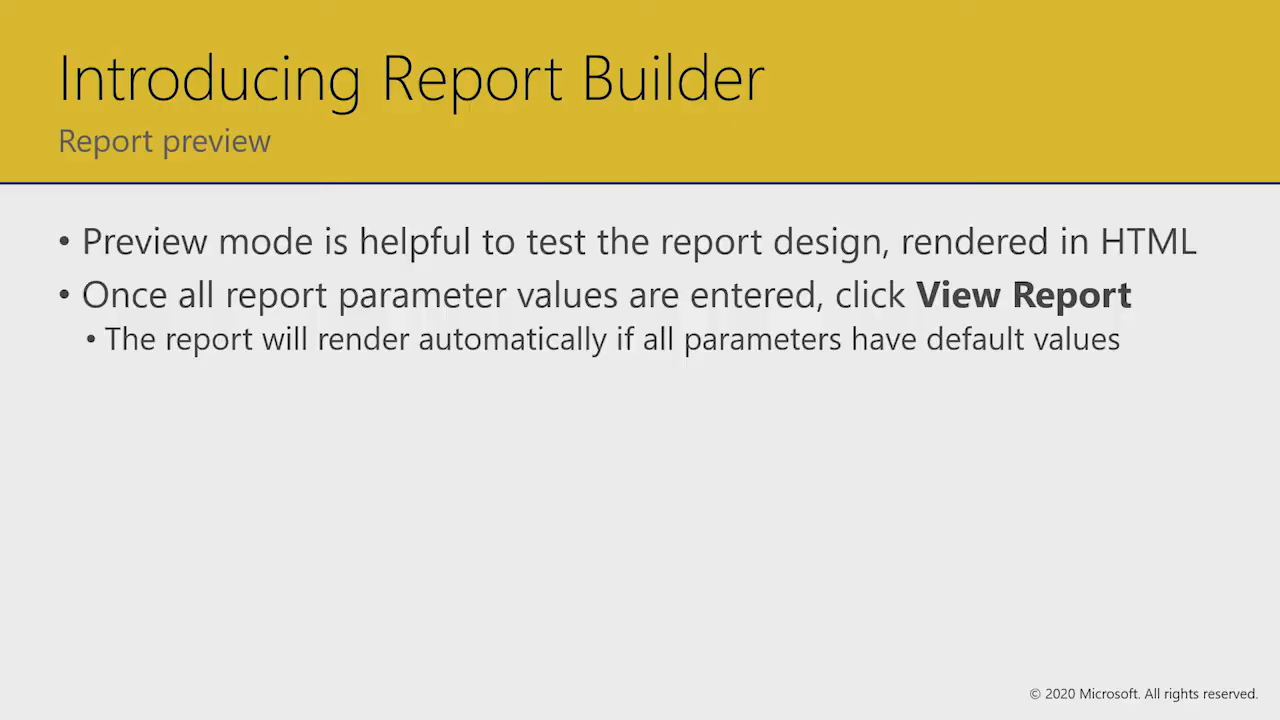 Introducing Report Builder
Report preview
• Preview mode is helpful to test the report design, rendered in HTML
• Once all report parameter values are entered, click View Report
• The report will render automatically if all parameters have default values
© 2020 Microsoft. All rights reserved.